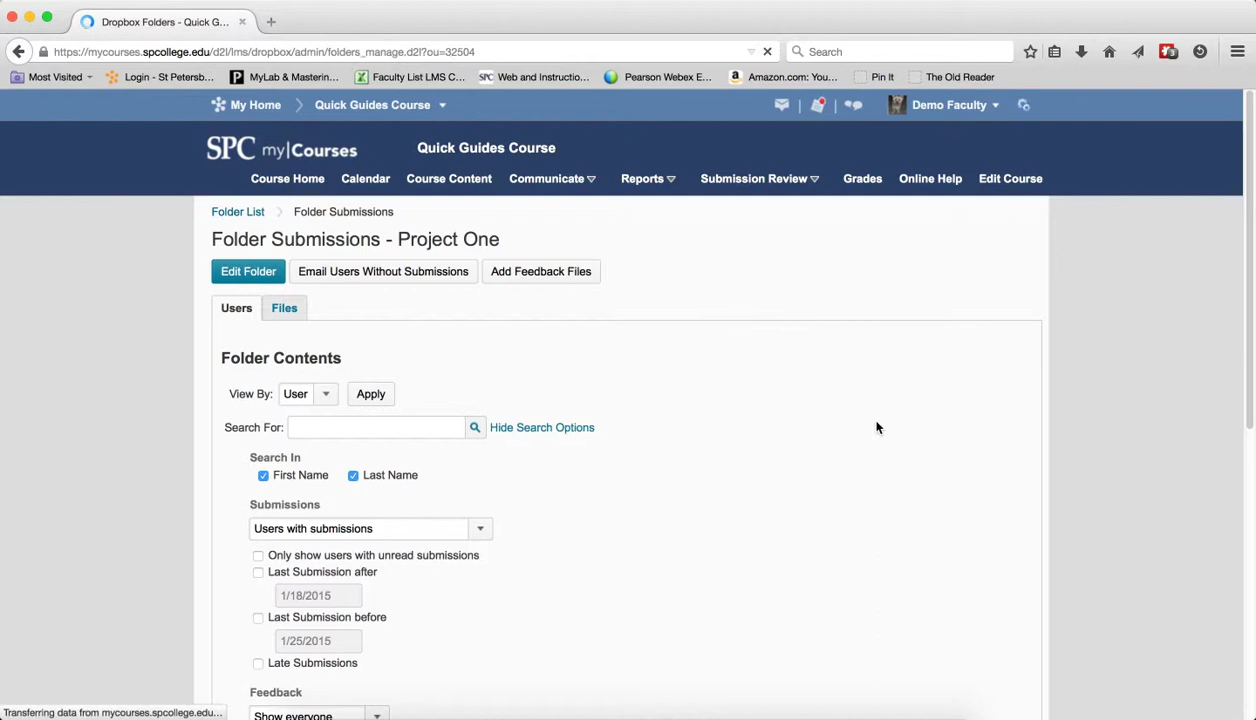 Dropbox Folders - Quick G...
https://mycourses.spcollege.edu/d2l/lms/dropbox/admin/folders_manage.d2l?ou=32504
Search
3
Most Visited
Login - St Petersb...
MyLab & Mastering...
Faculty List LMS C...
SPC Web and Instructio...
Pearson Webex E...
Amazon.com: You...
Pin It
The Old Reader
My Home
Quick Guides Course
Demo Faculty
SPC my|Courses
Quick Guides Course
Course Home
Calendar
Course Content
Communicate
Reports
Submission Review
Grades
Online Help
Edit Course
Folder List
Folder Submissions
Folder Submissions - Project One
Edit Folder
Email Users Without Submissions
Add Feedback Files
Users
Files
Folder Contents
View By:
User
Apply
Search For:
Hide Search Options
Search In
First Name
Last Name
Submissions
Users with submissions
Only show users with unread submissions
Last Submission after
1/18/2015
Last Submission before
1/25/2015
Late Submissions
Feedback
Show everyone
Transferring data from mycourses.spcollege.edu...